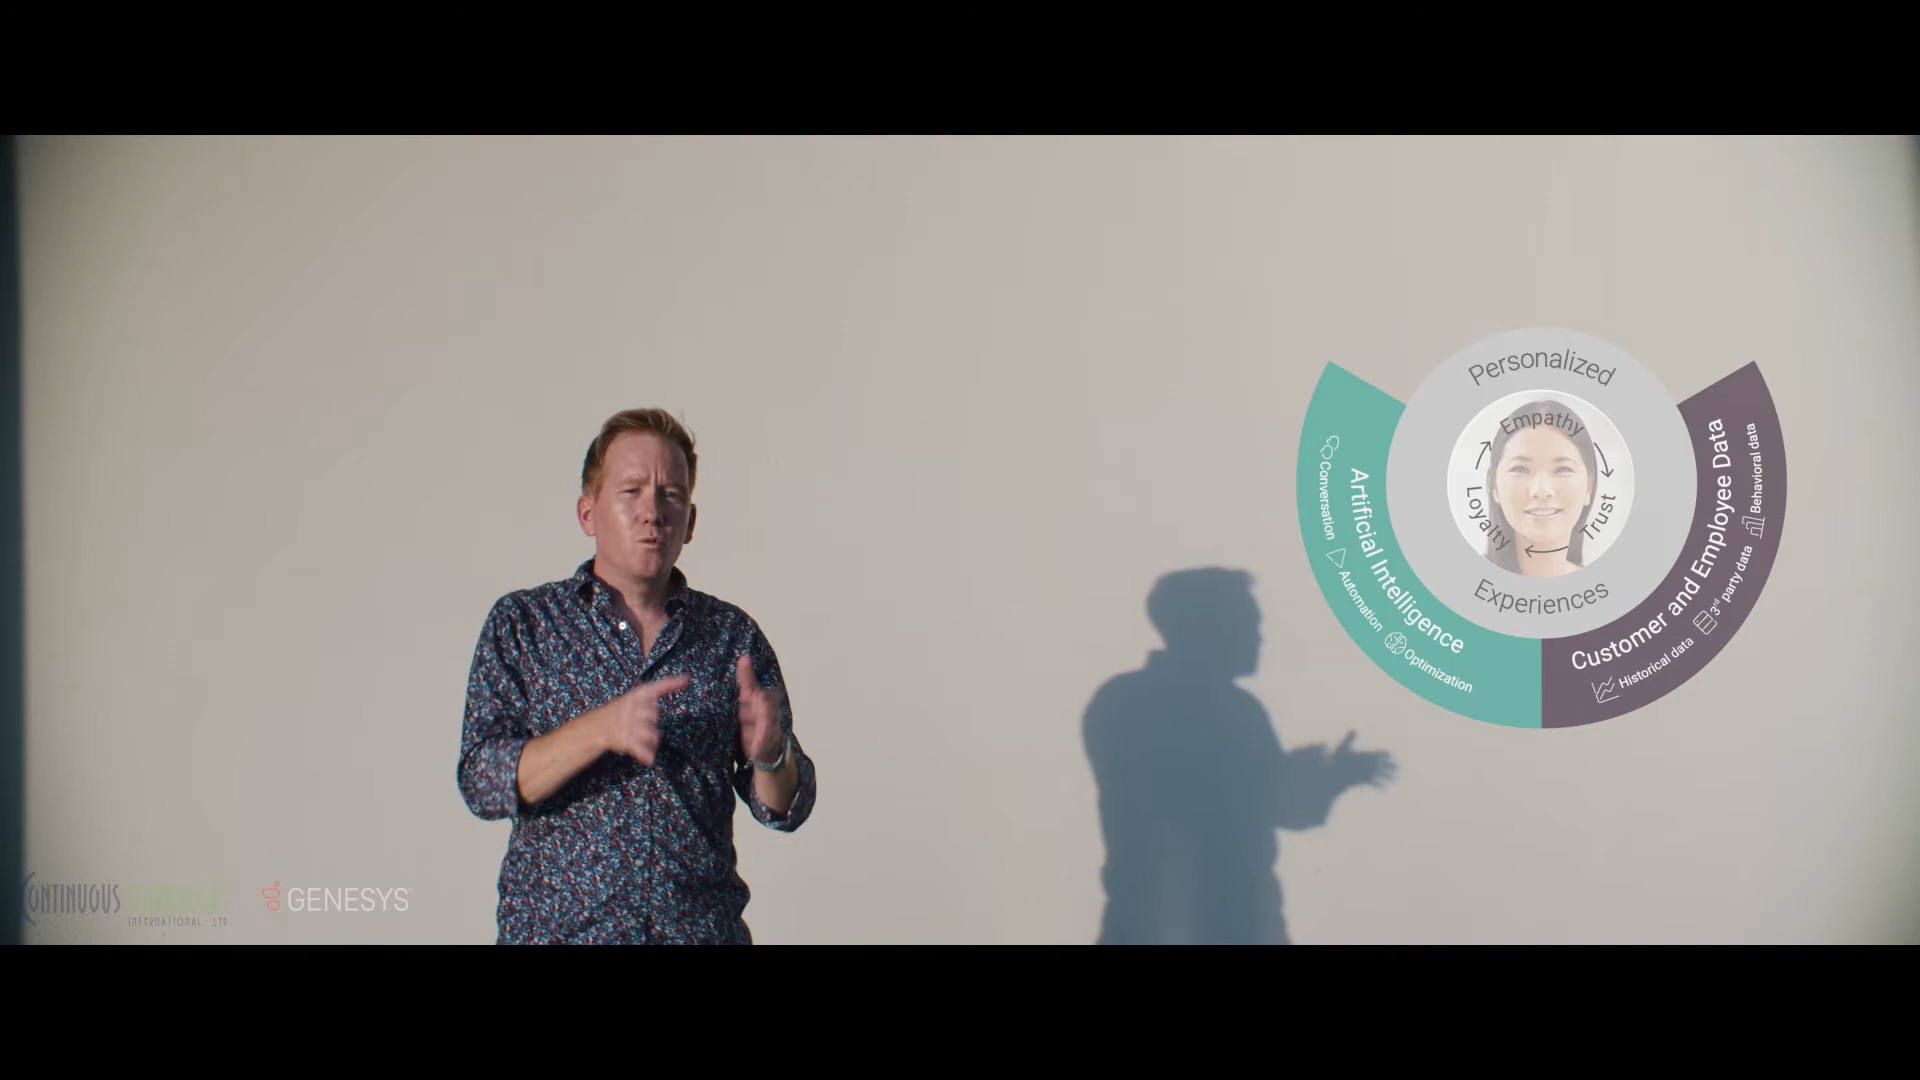 Personalized
Empathy
Trust
Loyalty
Experiences
Artificial Intelligence
Conversation
Automation
Optimization
Customer and Employee Data
Historical data
3rd party data
Behavioral data
CONTINUOUS
INTERNATIONAL LTD
GENESYS